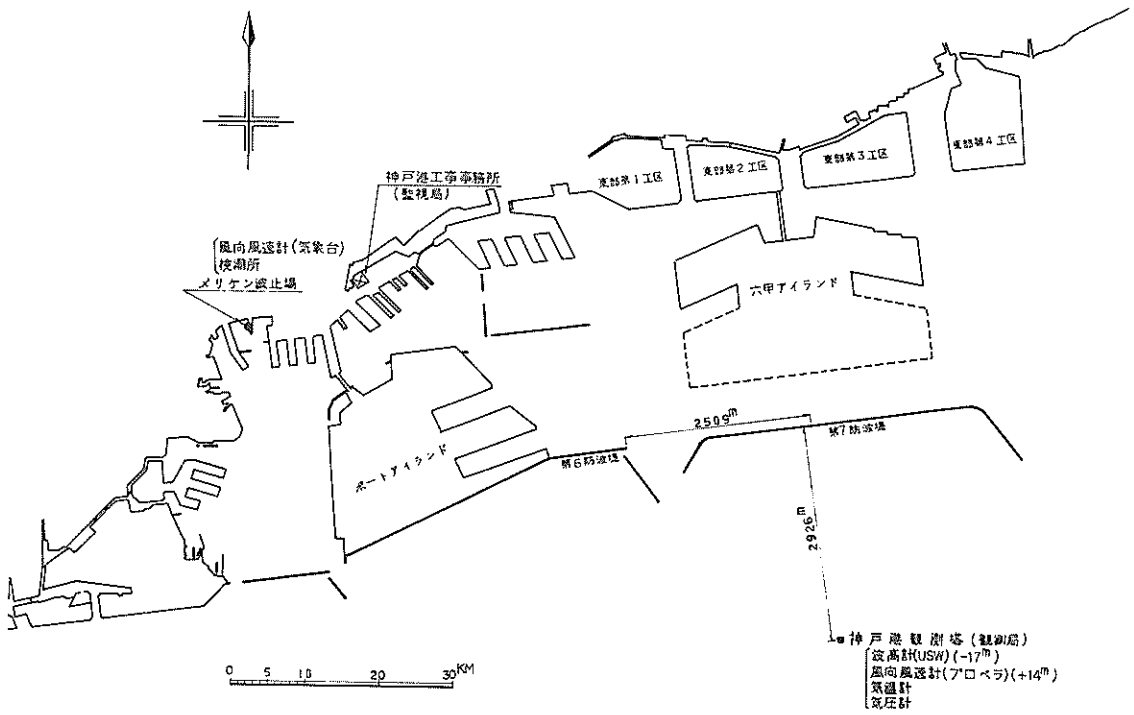 東部第4工区
東部第3工区
東部第2工区
東部第1工区
神戸港工事事務所
(監視局)
風向風速計(気象台)
検潮所
メリケン波止場
六甲アイランド
2509m
第7防波堤
第6防波堤
ポートアイランド
2926m
神戸港観測塔(観測局)
波高計(USW)(-17m)
風向風速計(プロペラ)(+14m)
気温計
気圧計
0 5 10 20 30KM